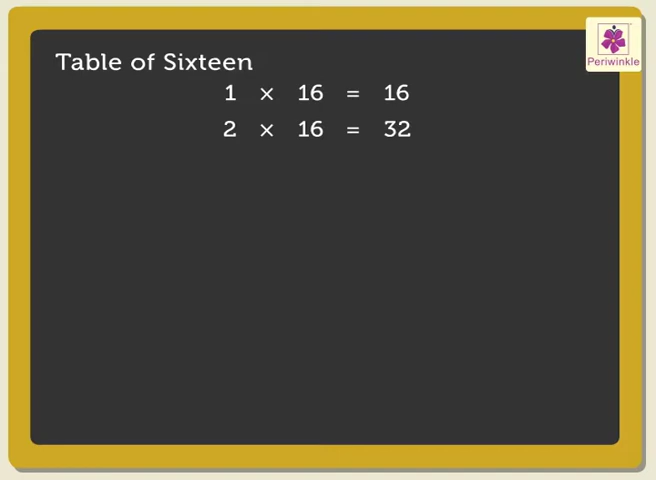 Table of Sixteen
1 × 16 = 16
2 × 16 = 32
Periwinkle